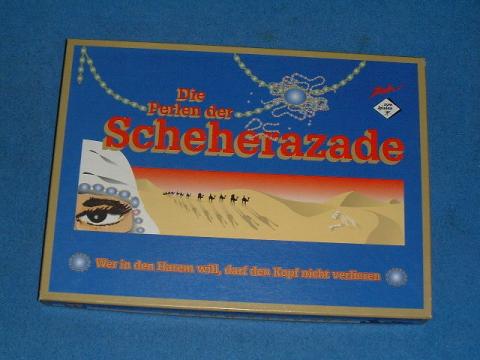 Die
Perlen der
Scheherazade
Wer in den Harem will, darf den Kopf nicht verlieren